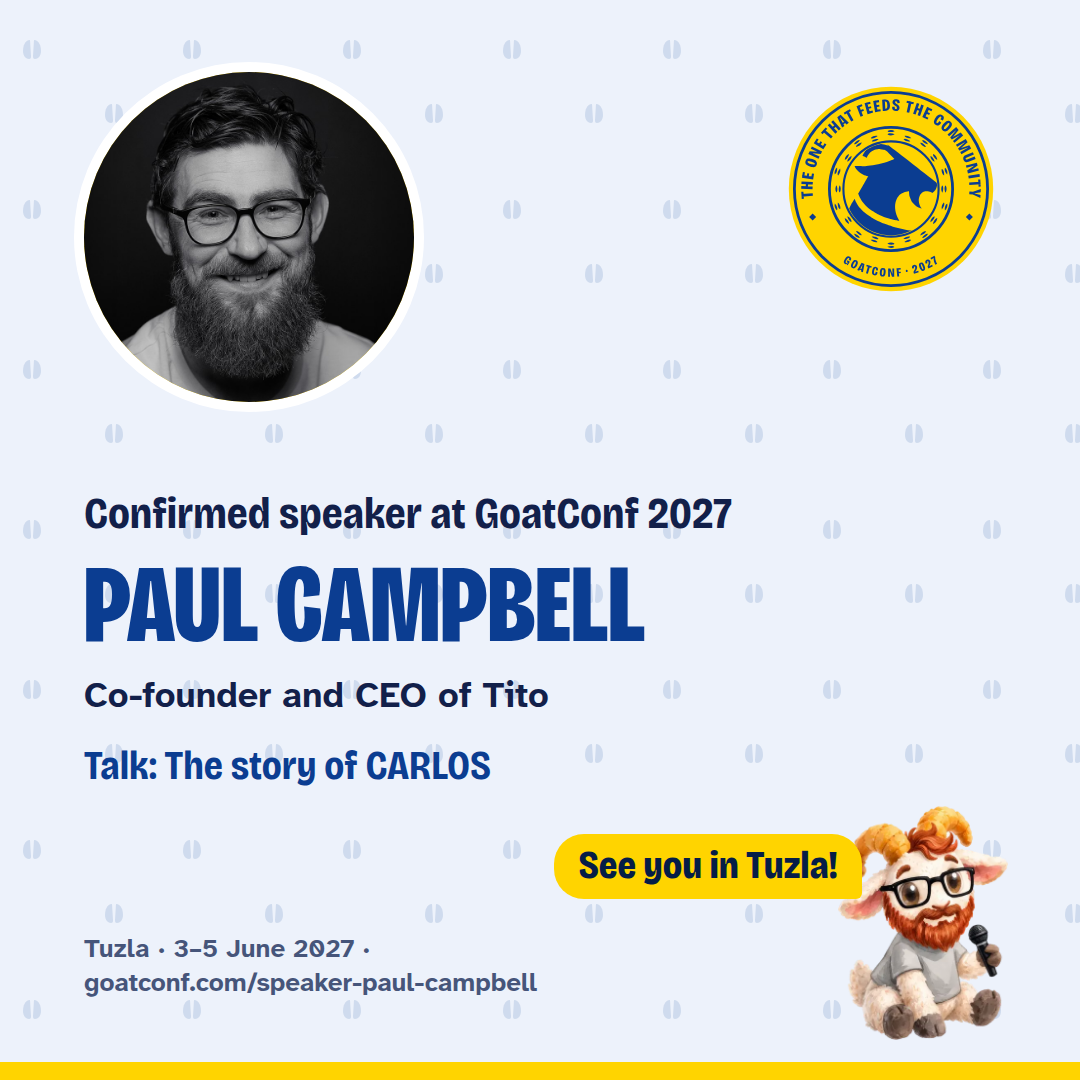 THE ONE THAT FEEDS THE COMMUNITY
GOATCONF · 2027
Confirmed speaker at GoatConf 2027
PAUL CAMPBELL
Co-founder and CEO of Tito
Talk: The story of CARLOS
See you in Tuzla!
Tuzla · 3–5 June 2027 ·
goatconf.com/speaker-paul-campbell